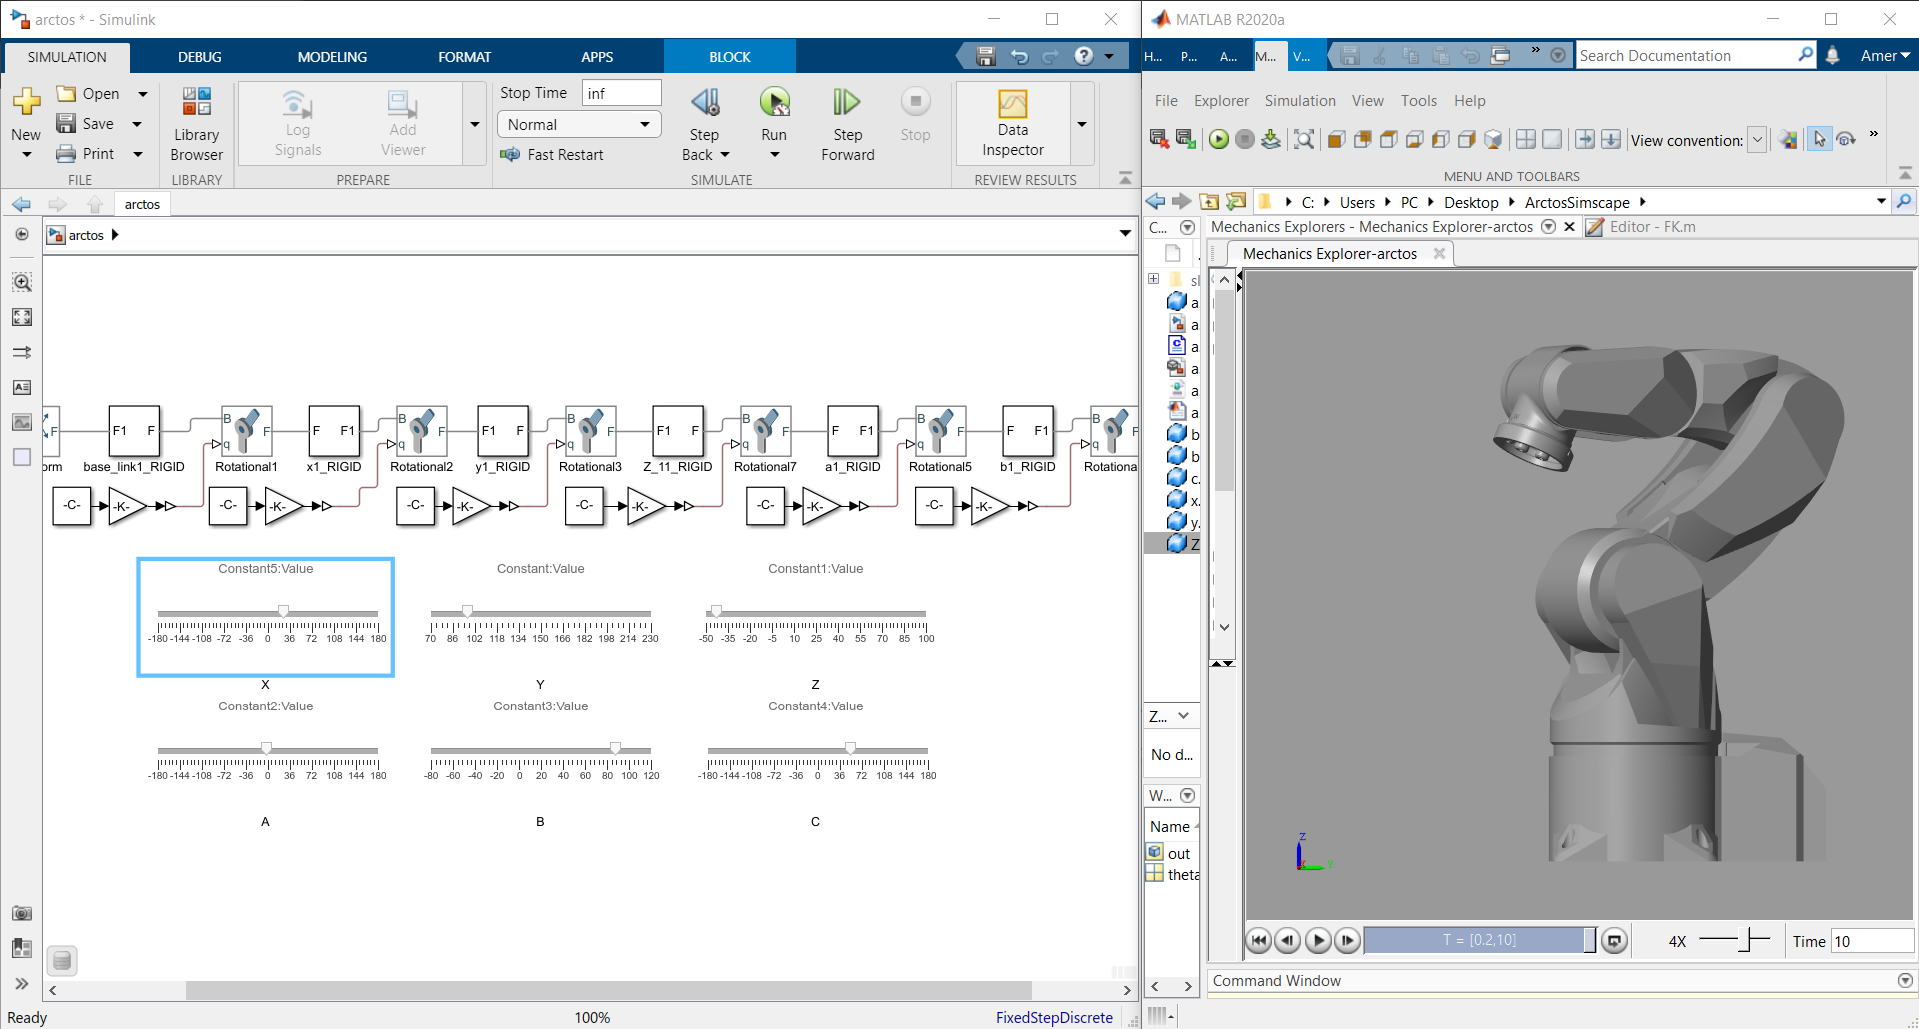 arctos * - Simulink
SIMULATION DEBUG MODELING FORMAT APPS BLOCK
New
Open
Save
Print
FILE
Library Browser
LIBRARY
Log Signals
Add Viewer
PREPARE
Stop Time inf
Normal
Fast Restart
Step Back
Run
Step Forward
Stop
SIMULATE
Data Inspector
REVIEW RESULTS
arctos
arctos
F F1 F B F q F F1 B F q F1 F B F q F1 F B F q F F1 B F q F F1 B q
orm base_link1_RIGID Rotational1 x1_RIGID Rotational2 y1_RIGID Rotational3 Z_11_RIGID Rotational7 a1_RIGID Rotational5 b1_RIGID Rotationa
-C- -K- -C- -K- -C- -K- -C- -K- -C- -K- -C- -K-
Constant5:Value Constant:Value Constant1:Value
-180 -144 -108 -72 -36 0 36 72 108 144 180
70 86 102 118 134 150 166 182 198 214 230
-50 -35 -20 -5 10 25 40 55 70 85 100
X Y Z
Constant2:Value Constant3:Value Constant4:Value
-180 -144 -108 -72 -36 0 36 72 108 144 180
-80 -60 -40 -20 0 20 40 60 80 100 120
-180 -144 -108 -72 -36 0 36 72 108 144 180
A B C
Ready 100% FixedStepDiscrete
MATLAB R2020a
H... P... A... M... V... Search Documentation Amer
File Explorer Simulation View Tools Help
View convention:
MENU AND TOOLBARS
C: Users PC Desktop ArctosSimscape
C... Mechanics Explorers - Mechanics Explorer-arctos Editor - FK.m
Mechanics Explorer-arctos
sl
a
a
a
a
a
a
b
b
c.
x.
y.
Z
Z...
No d...
W...
Name
out
theta
Z
Y
T = [0.2,10] 4X Time 10
Command Window